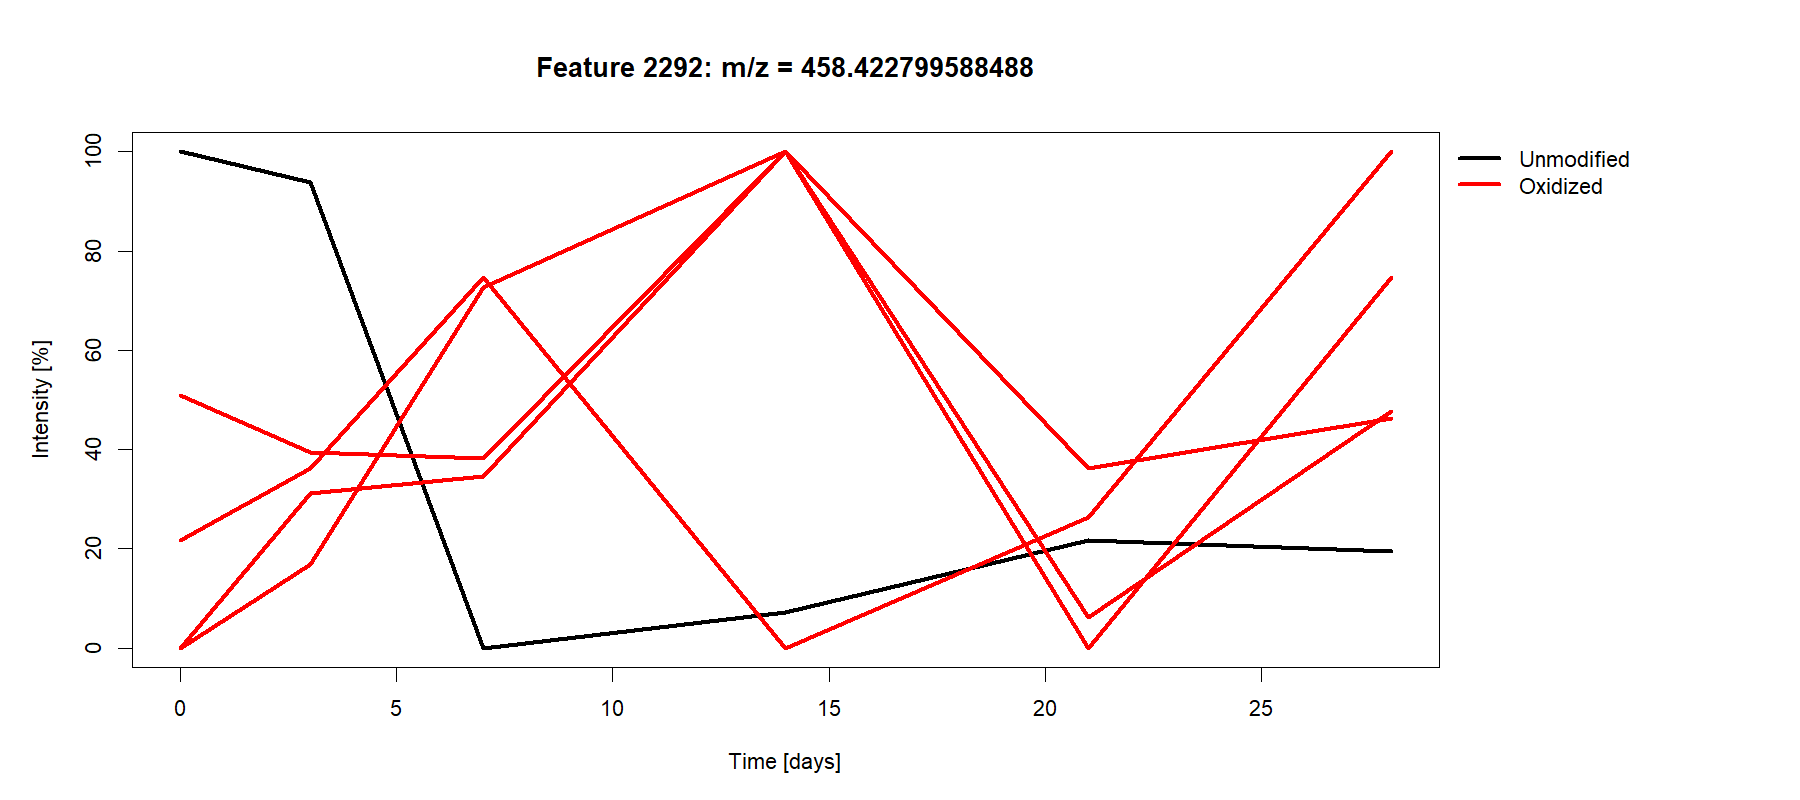 Feature 2292: m/z = 458.422799588488
Unmodified
Oxidized
Intensity [%]
100
80
60
40
20
0
0 5 10 15 20 25
Time [days]